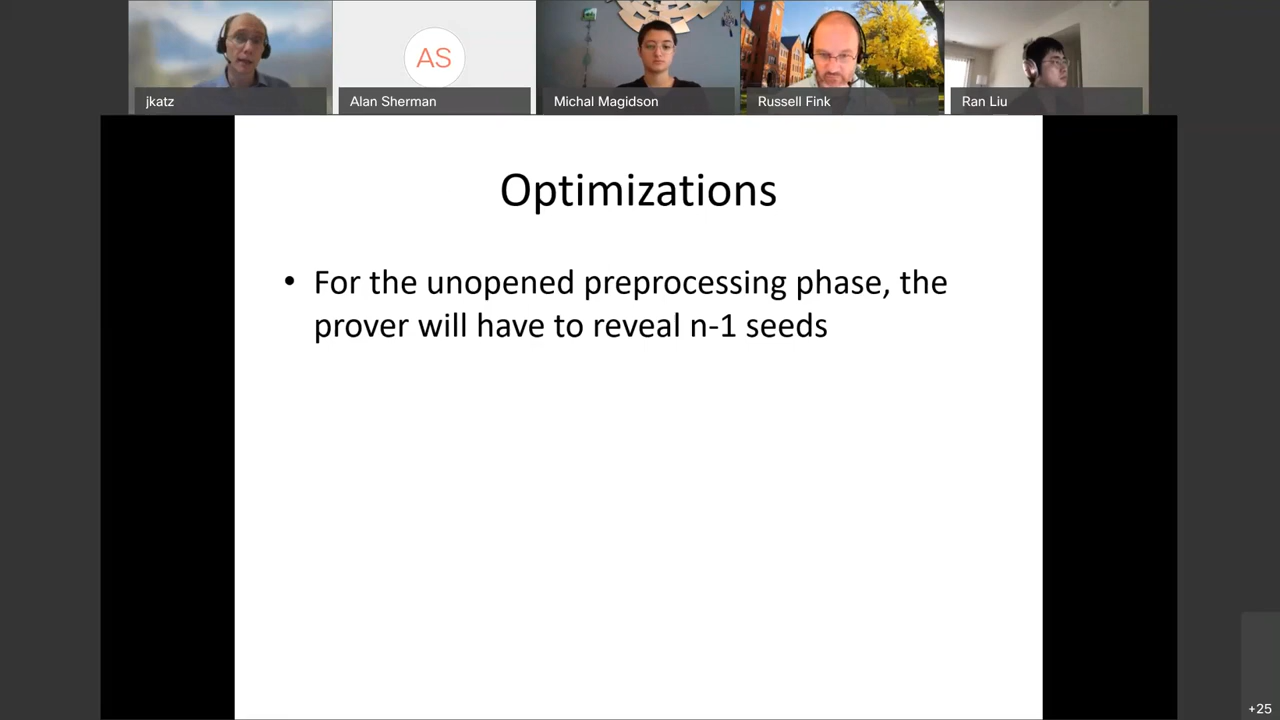 AS
jkatz
Alan Sherman
Michal Magidson
Russell Fink
Ran Liu
Optimizations
• For the unopened preprocessing phase, the
prover will have to reveal n-1 seeds
+25